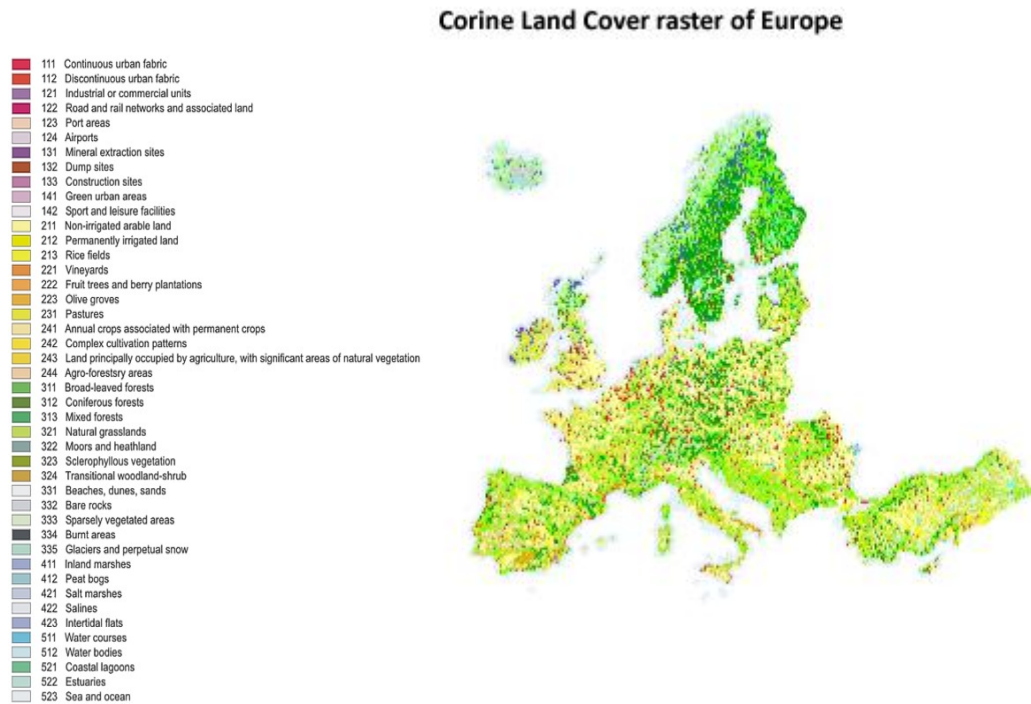 Corine Land Cover raster of Europe
111 Continuous urban fabric
112 Discontinuous urban fabric
121 Industrial or commercial units
122 Road and rail networks and associated land
123 Port areas
124 Airports
131 Mineral extraction sites
132 Dump sites
133 Construction sites
141 Green urban areas
142 Sport and leisure facilities
211 Non-irrigated arable land
212 Permanently irrigated land
213 Rice fields
221 Vineyards
222 Fruit trees and berry plantations
223 Olive groves
231 Pastures
241 Annual crops associated with permanent crops
242 Complex cultivation patterns
243 Land principally occupied by agriculture, with significant areas of natural vegetation
244 Agro-forestsry areas
311 Broad-leaved forests
312 Coniferous forests
313 Mixed forests
321 Natural grasslands
322 Moors and heathland
323 Sclerophyllous vegetation
324 Transitional woodland-shrub
331 Beaches, dunes, sands
332 Bare rocks
333 Sparsely vegetated areas
334 Burnt areas
335 Glaciers and perpetual snow
411 Inland marshes
412 Peat bogs
421 Salt marshes
422 Salines
423 Intertidal flats
511 Water courses
512 Water bodies
521 Coastal lagoons
522 Estuaries
523 Sea and ocean